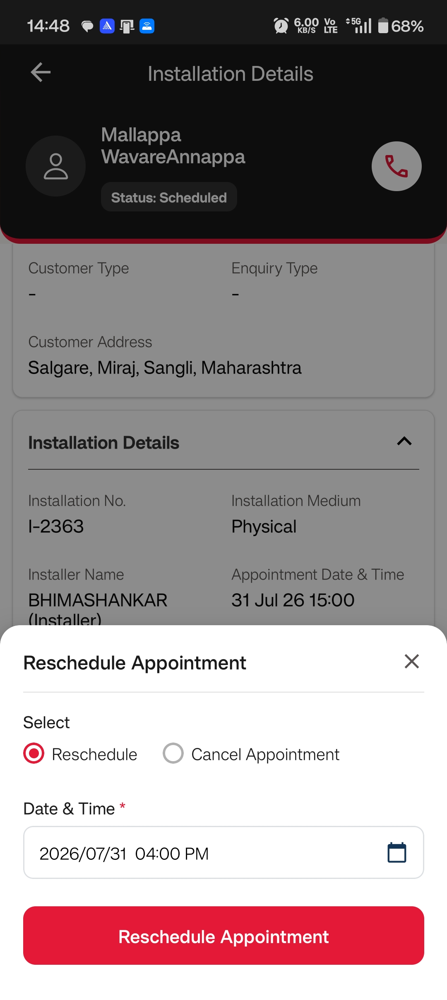 14:48 6.00 KB/S Vo LTE 5G 68%
Installation Details
Mallappa
WavareAnnappa
Status: Scheduled
Customer Type Enquiry Type
- -
Customer Address
Salgare, Miraj, Sangli, Maharashtra
Installation Details
Installation No. Installation Medium
I-2363 Physical
Installer Name Appointment Date & Time
BHIMASHANKAR 31 Jul 26 15:00
(Installer)
Reschedule Appointment
Select
Reschedule Cancel Appointment
Date & Time *
2026/07/31 04:00 PM
Reschedule Appointment